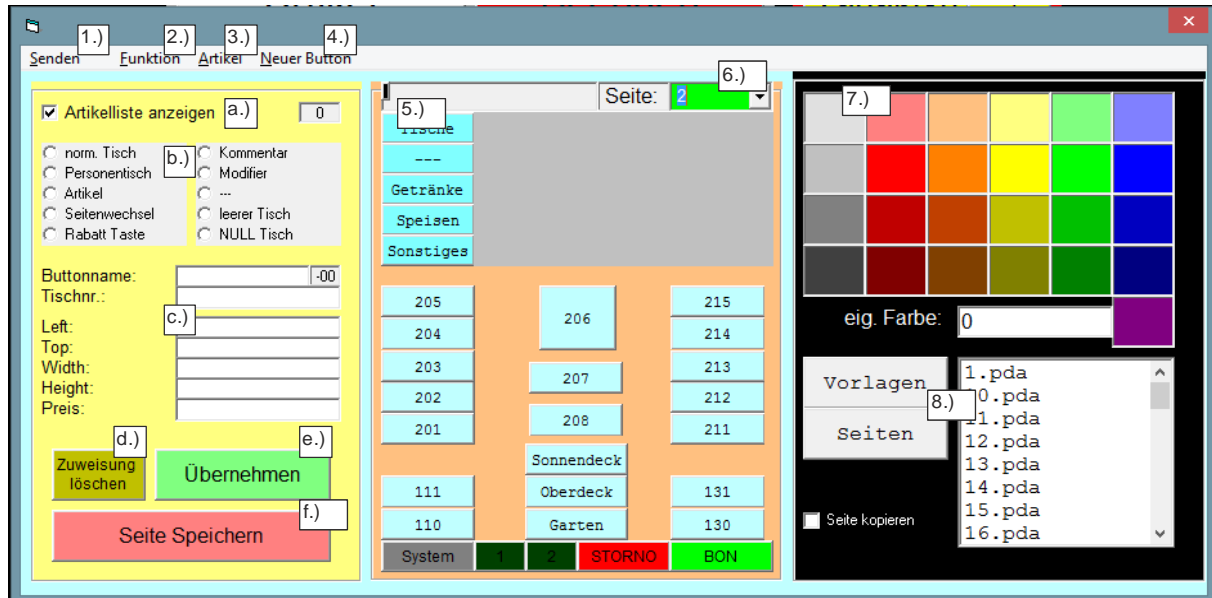 1.) 2.) 3.) 4.)
Senden Funktion Artikel Neuer Button
Artikelliste anzeigen a.) 0
norm. Tisch
Personentisch
Artikel
Seitenwechsel
Rabatt Taste
b.)
Kommentar
Modifier
---
leerer Tisch
NULL Tisch
Buttonname: -00
Tischnr.:
c.)
Left:
Top:
Width:
Height:
Preis:
d.) e.)
Zuweisung
löschen
Übernehmen
f.)
Seite Speichern
5.)
Seite: 2
6.)
Tische
---
Getränke
Speisen
Sonstiges
205 206 215
204 214
203 207 213
202 212
201 208 211
Sonnendeck
111 Oberdeck 131
110 Garten 130
System 1 2 STORNO BON
7.)
eig. Farbe: 0
Vorlagen
8.)
Seiten
Seite kopieren
1.pda
10.pda
11.pda
12.pda
13.pda
14.pda
15.pda
16.pda